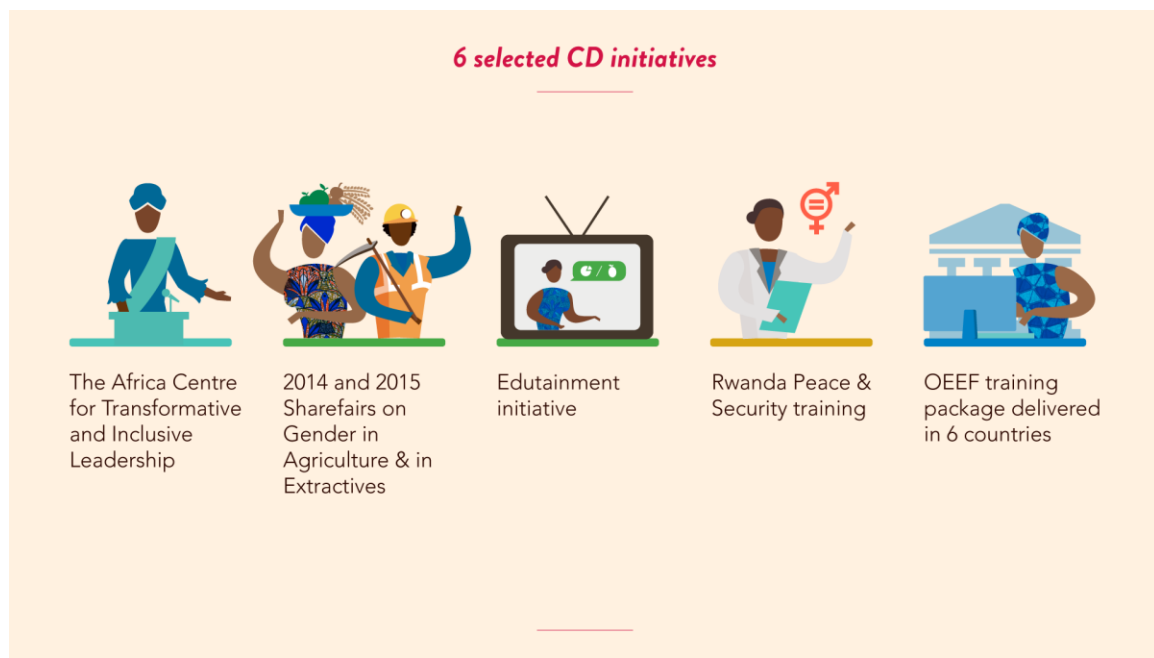 6 selected CD initiatives
The Africa Centre
for Transformative
and Inclusive
Leadership
2014 and 2015
Sharefairs on
Gender in
Agriculture & in
Extractives
Edutainment
initiative
Rwanda Peace &
Security training
OEEF training
package delivered
in 6 countries